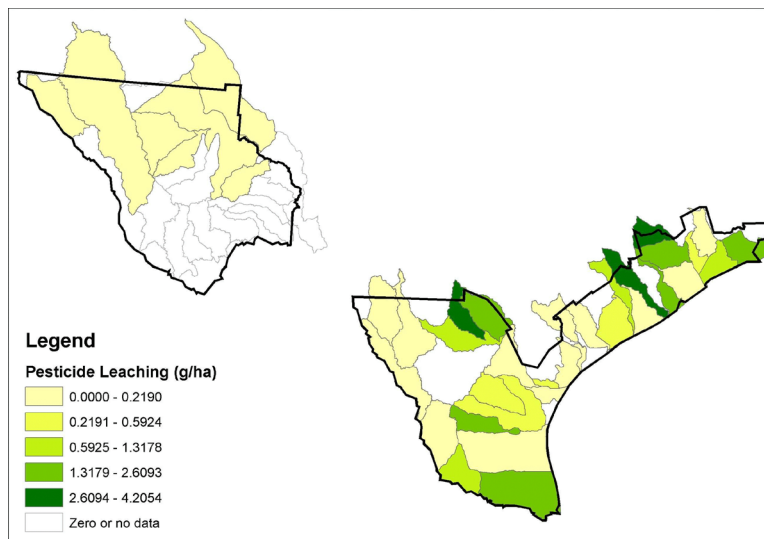 Legend
Pesticide Leaching (g/ha)
0.0000 - 0.2190
0.2191 - 0.5924
0.5925 - 1.3178
1.3179 - 2.6093
2.6094 - 4.2054
Zero or no data